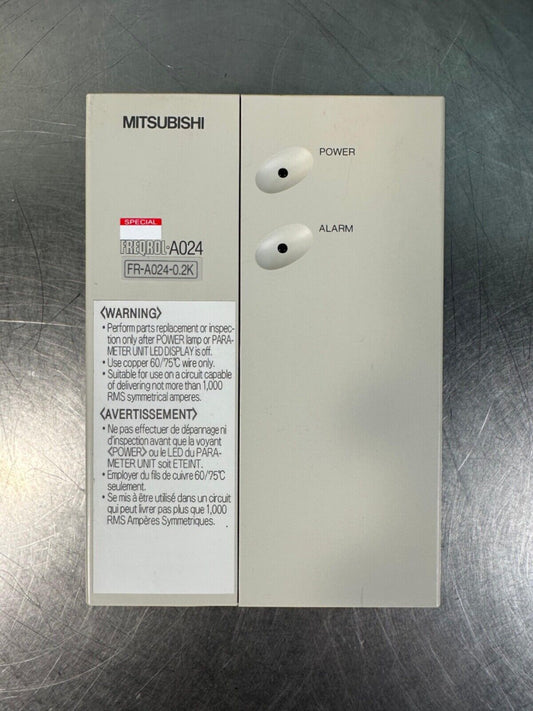 MITSUBISHI
POWER
SPECIAL
FREQROL-A024
FR-A024-0.2K
ALARM
〈WARNING〉
• Perform parts replacement or inspec-
tion only after POWER lamp or PARA-
METER UNIT LED DISPLAY is off.
• Use copper 60/75℃ wire only.
• Suitable for use on a circuit capable
of delivering not more than 1,000
RMS symmetrical amperes.
〈AVERTISSEMENT〉
• Ne pas effectuer de dépannage ni
d'inspection avant que la voyant
〈POWER〉 ou le LED du PARA-
METER UNIT soit ETEINT.
• Employer du fils de cuivre 60/75℃
seulement.
• Se mis à être utilisé dans un circuit
qui peut livrer pas plus que 1,000
RMS Ampères Symmetriques.